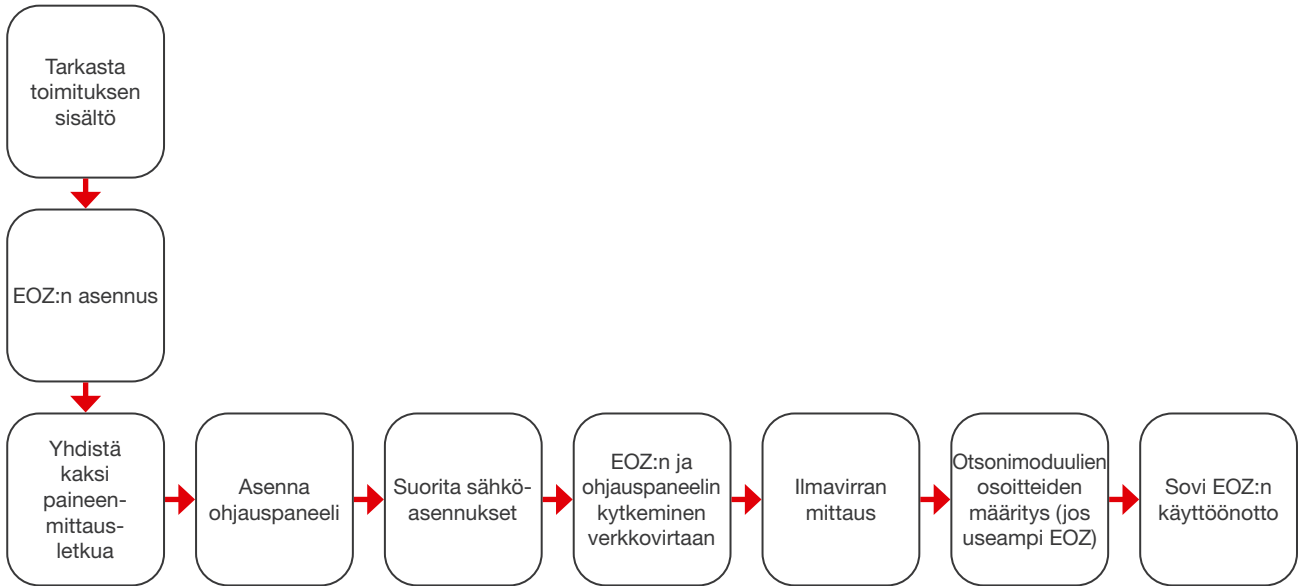 Tarkasta
toimituksen
sisältö
EOZ:n asennus
Yhdistä
kaksi
paineen-
mittaus-
letkua
Asenna
ohjauspaneeli
Suorita sähkö-
asennukset
EOZ:n ja
ohjauspaneelin
kytkeminen
verkkovirtaan
Ilmavirran
mittaus
Otsonimoduulien
osoitteiden
määritys (jos
useampi EOZ)
Sovi EOZ:n
käyttöönotto